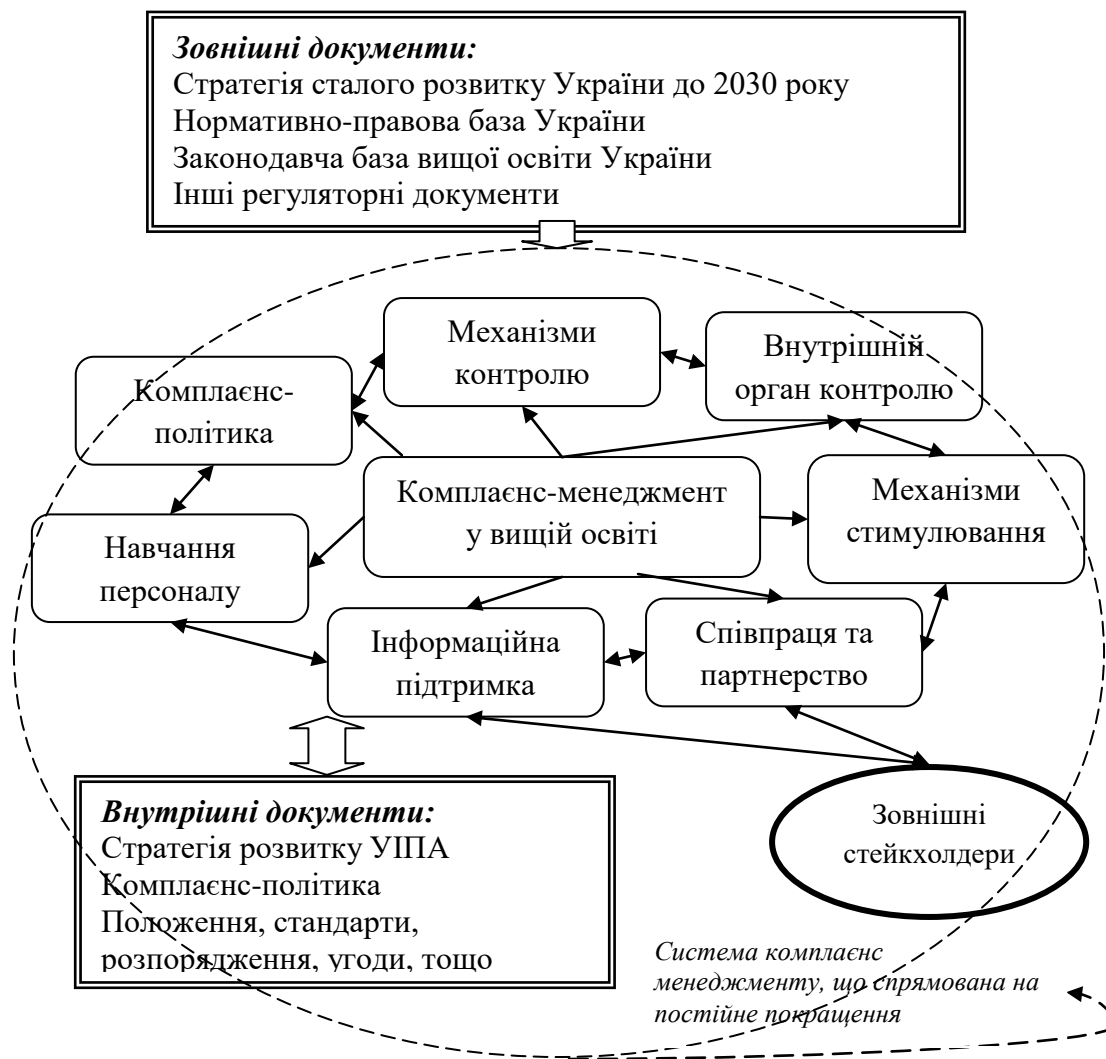 Зовнішні документи:
Стратегія сталого розвитку України до 2030 року
Нормативно-правова база України
Законодавча база вищої освіти України
Інші регуляторні документи
Механізми
контролю
Внутрішній
орган контролю
Комплаєнс-
політика
Комплаєнс-менеджмент
у вищій освіті
Механізми
стимулювання
Навчання
персоналу
Інформаційна
підтримка
Співпраця та
партнерство
Внутрішні документи:
Стратегія розвитку УІПА
Комплаєнс-політика
Положення, стандарти,
розпорядження, угоди, тощо
Зовнішні
стейкхолдери
Система комплаєнс
менеджменту, що спрямована на
постійне покращення